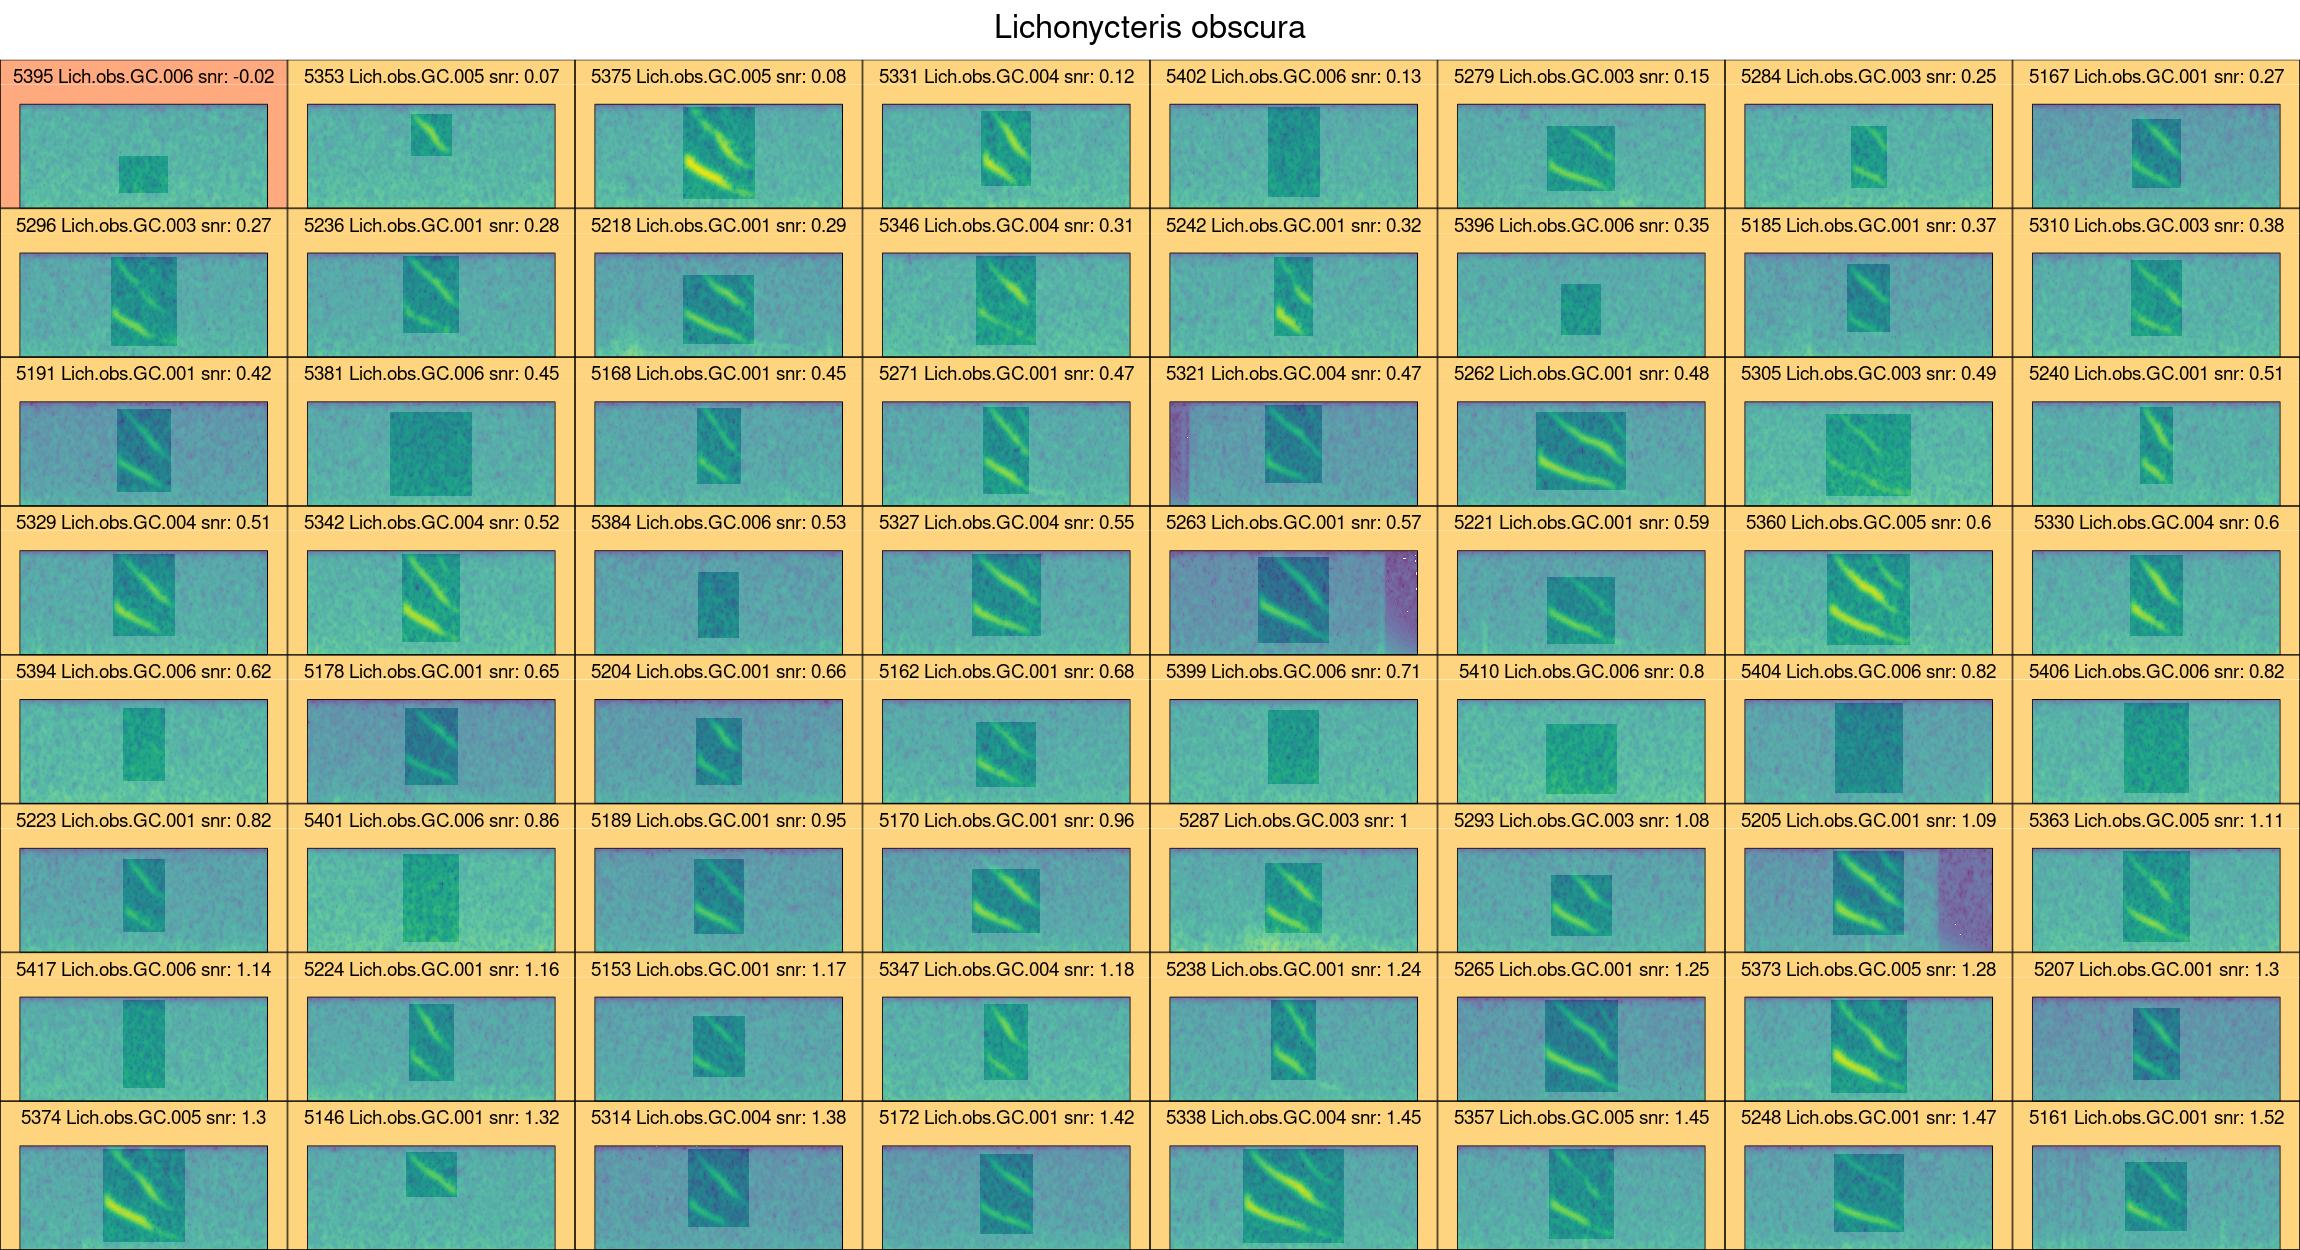 Lichonycteris obscura
5395 Lich.obs.GC.006 snr: -0.02 5353 Lich.obs.GC.005 snr: 0.07 5375 Lich.obs.GC.005 snr: 0.08 5331 Lich.obs.GC.004 snr: 0.12 5402 Lich.obs.GC.006 snr: 0.13 5279 Lich.obs.GC.003 snr: 0.15 5284 Lich.obs.GC.003 snr: 0.25 5167 Lich.obs.GC.001 snr: 0.27
5296 Lich.obs.GC.003 snr: 0.27 5236 Lich.obs.GC.001 snr: 0.28 5218 Lich.obs.GC.001 snr: 0.29 5346 Lich.obs.GC.004 snr: 0.31 5242 Lich.obs.GC.001 snr: 0.32 5396 Lich.obs.GC.006 snr: 0.35 5185 Lich.obs.GC.001 snr: 0.37 5310 Lich.obs.GC.003 snr: 0.38
5191 Lich.obs.GC.001 snr: 0.42 5381 Lich.obs.GC.006 snr: 0.45 5168 Lich.obs.GC.001 snr: 0.45 5271 Lich.obs.GC.001 snr: 0.47 5321 Lich.obs.GC.004 snr: 0.47 5262 Lich.obs.GC.001 snr: 0.48 5305 Lich.obs.GC.003 snr: 0.49 5240 Lich.obs.GC.001 snr: 0.51
5329 Lich.obs.GC.004 snr: 0.51 5342 Lich.obs.GC.004 snr: 0.52 5384 Lich.obs.GC.006 snr: 0.53 5327 Lich.obs.GC.004 snr: 0.55 5263 Lich.obs.GC.001 snr: 0.57 5221 Lich.obs.GC.001 snr: 0.59 5360 Lich.obs.GC.005 snr: 0.6 5330 Lich.obs.GC.004 snr: 0.6
5394 Lich.obs.GC.006 snr: 0.62 5178 Lich.obs.GC.001 snr: 0.65 5204 Lich.obs.GC.001 snr: 0.66 5162 Lich.obs.GC.001 snr: 0.68 5399 Lich.obs.GC.006 snr: 0.71 5410 Lich.obs.GC.006 snr: 0.8 5404 Lich.obs.GC.006 snr: 0.82 5406 Lich.obs.GC.006 snr: 0.82
5223 Lich.obs.GC.001 snr: 0.82 5401 Lich.obs.GC.006 snr: 0.86 5189 Lich.obs.GC.001 snr: 0.95 5170 Lich.obs.GC.001 snr: 0.96 5287 Lich.obs.GC.003 snr: 1 5293 Lich.obs.GC.003 snr: 1.08 5205 Lich.obs.GC.001 snr: 1.09 5363 Lich.obs.GC.005 snr: 1.11
5417 Lich.obs.GC.006 snr: 1.14 5224 Lich.obs.GC.001 snr: 1.16 5153 Lich.obs.GC.001 snr: 1.17 5347 Lich.obs.GC.004 snr: 1.18 5238 Lich.obs.GC.001 snr: 1.24 5265 Lich.obs.GC.001 snr: 1.25 5373 Lich.obs.GC.005 snr: 1.28 5207 Lich.obs.GC.001 snr: 1.3
5374 Lich.obs.GC.005 snr: 1.3 5146 Lich.obs.GC.001 snr: 1.32 5314 Lich.obs.GC.004 snr: 1.38 5172 Lich.obs.GC.001 snr: 1.42 5338 Lich.obs.GC.004 snr: 1.45 5357 Lich.obs.GC.005 snr: 1.45 5248 Lich.obs.GC.001 snr: 1.47 5161 Lich.obs.GC.001 snr: 1.52